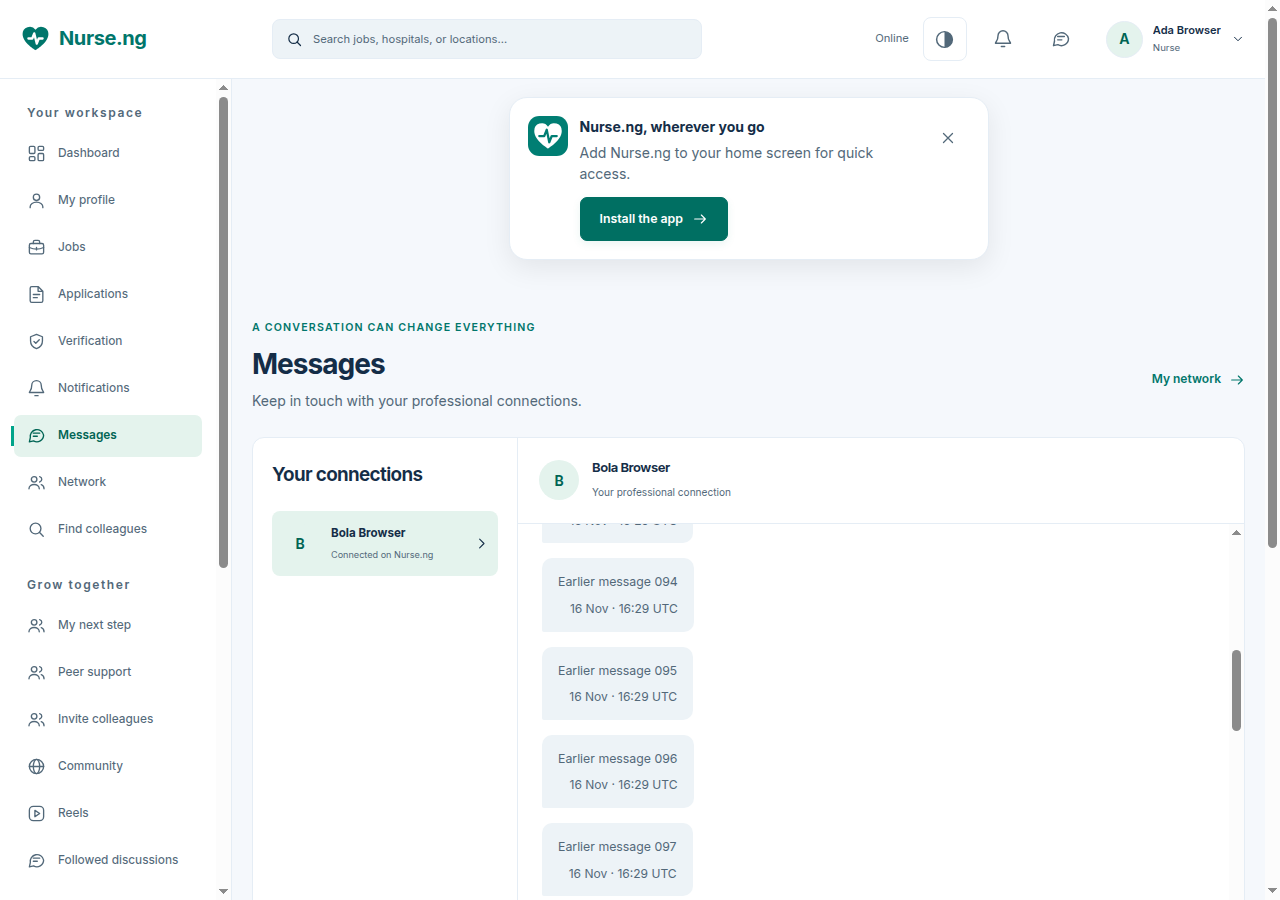 Nurse.ng
Search jobs, hospitals, or locations...
Online
A
Ada Browser
Nurse
Your workspace
Dashboard
My profile
Jobs
Applications
Verification
Notifications
Messages
Network
Find colleagues
Grow together
My next step
Peer support
Invite colleagues
Community
Reels
Followed discussions
Nurse.ng, wherever you go
Add Nurse.ng to your home screen for quick
access.
Install the app
A CONVERSATION CAN CHANGE EVERYTHING
Messages
Keep in touch with your professional connections.
My network
Your connections
B
Bola Browser
Connected on Nurse.ng
B
Bola Browser
Your professional connection
Earlier message 094
16 Nov · 16:29 UTC
Earlier message 095
16 Nov · 16:29 UTC
Earlier message 096
16 Nov · 16:29 UTC
Earlier message 097
16 Nov · 16:29 UTC